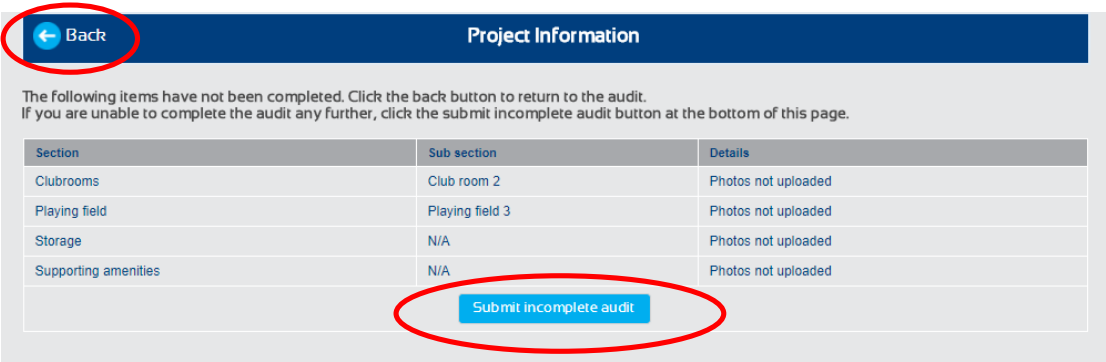 Back Project Information
The following items have not been completed. Click the back button to return to the audit.
If you are unable to complete the audit any further, click the submit incomplete audit button at the bottom of this page.
Section Sub section Details
Clubrooms Club room 2 Photos not uploaded
Playing field Playing field 3 Photos not uploaded
Storage N/A Photos not uploaded
Supporting amenities N/A Photos not uploaded
Submit incomplete audit